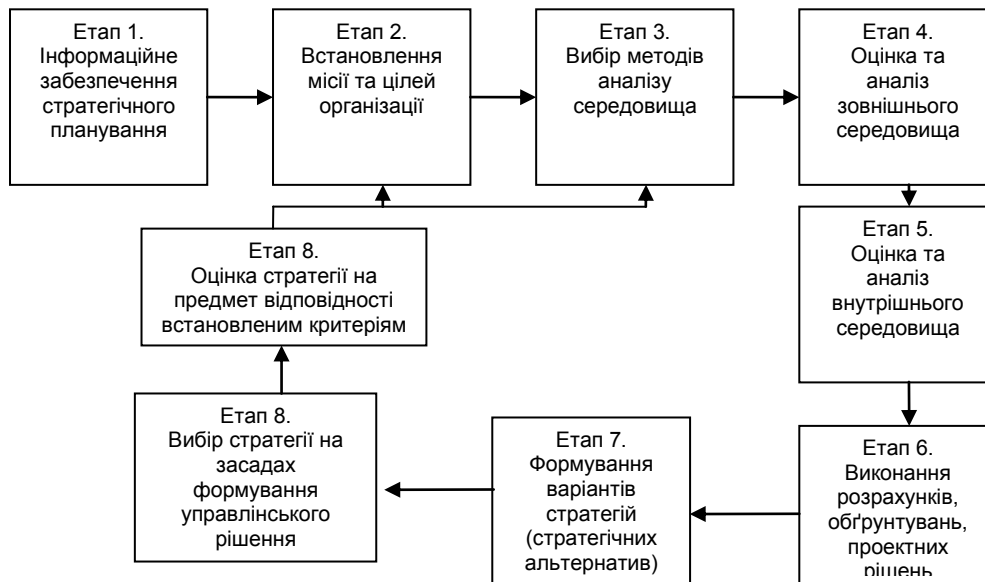 Етап 1.
Інформаційне
забезпечення
стратегічного
планування
Етап 2.
Встановлення
місії та цілей
організації
Етап 3.
Вибір методів
аналізу
середовища
Етап 4.
Оцінка та
аналіз
зовнішнього
середовища
Етап 5.
Оцінка та
аналіз
внутрішнього
середовища
Етап 6.
Виконання
розрахунків,
обґрунтувань,
проектних
рішень
Етап 7.
Формування
варіантів
стратегій
(стратегічних
альтернатив)
Етап 8.
Вибір стратегії на
засадах
формування
управлінського
рішення
Етап 8.
Оцінка стратегії на
предмет відповідності
встановленим критеріям